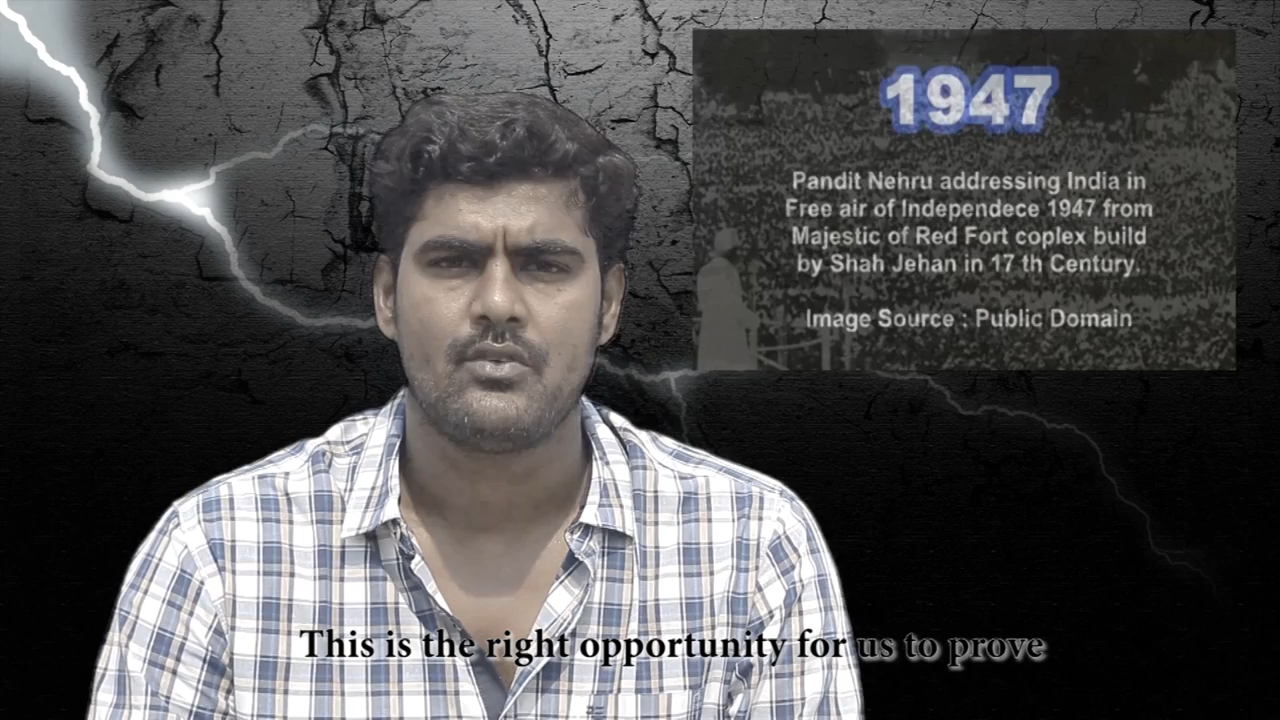 1947
Pandit Nehru addressing India in
Free air of Independece 1947 from
Majestic of Red Fort coplex build
by Shah Jehan in 17 th Century.
Image Source : Public Domain
This is the right opportunity for us to prove